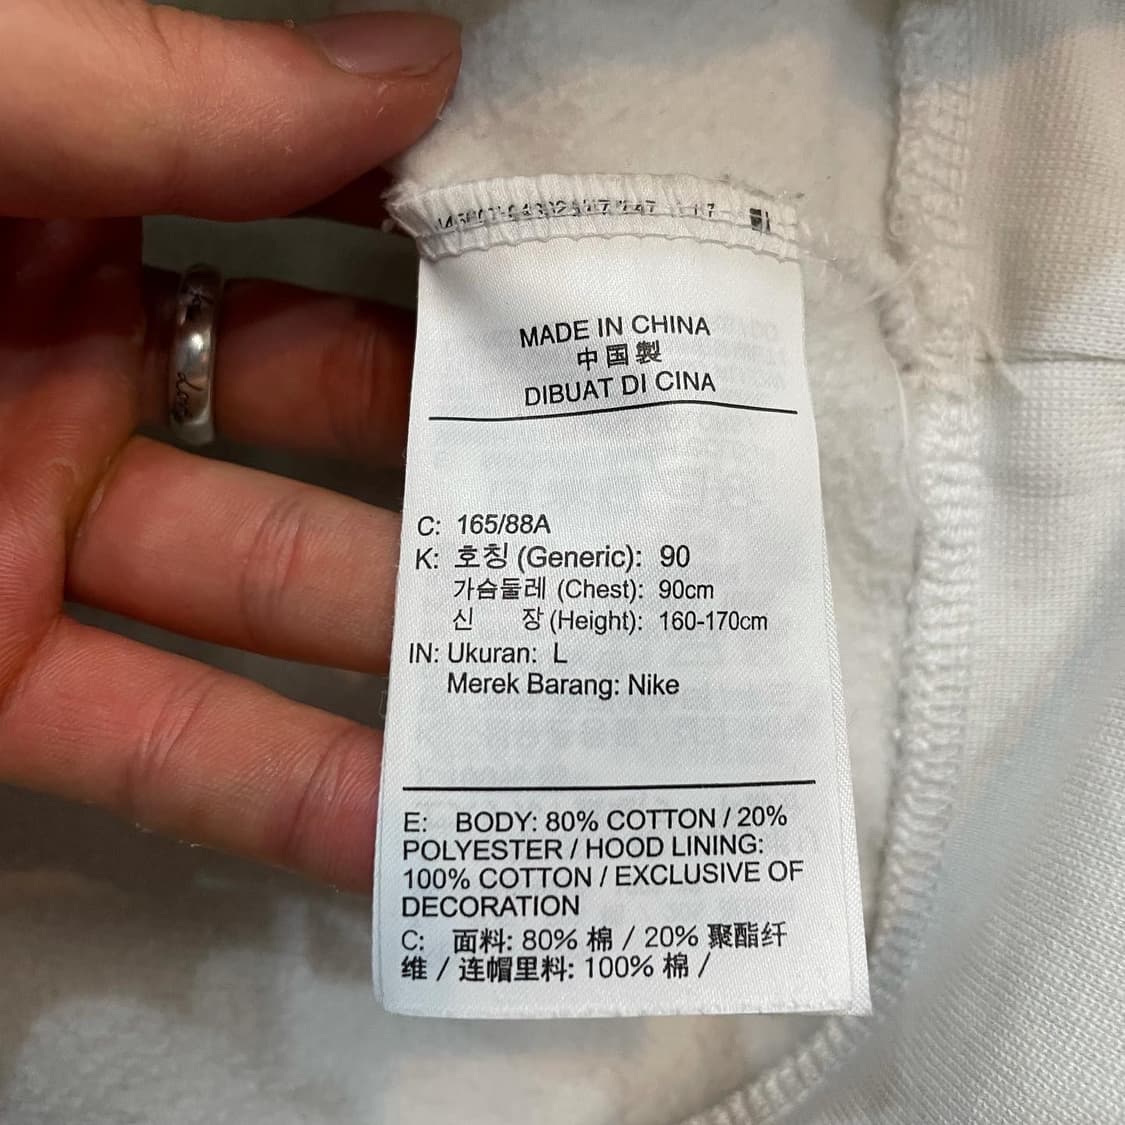 MADE IN CHINA
中国製
DIBUAT DI CINA
C: 165/88A
K: 호칭 (Generic): 90
가슴둘레 (Chest): 90cm
신 장 (Height): 160-170cm
IN: Ukuran: L
Merek Barang: Nike
E: BODY: 80% COTTON / 20%
POLYESTER / HOOD LINING:
100% COTTON / EXCLUSIVE OF
DECORATION
C: 面料: 80% 棉 / 20% 聚酯纤
维 / 连帽里料: 100% 棉 /